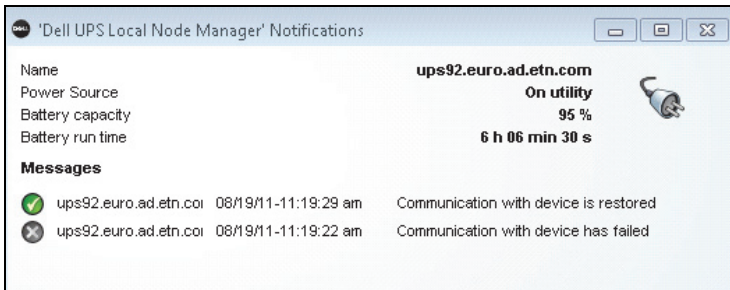 'Dell UPS Local Node Manager' Notifications
Name ups92.euro.ad.etn.com
Power Source On utility
Battery capacity 95 %
Battery run time 6 h 06 min 30 s
Messages
ups92.euro.ad.etn.coı 08/19/11-11:19:29 am Communication with device is restored
ups92.euro.ad.etn.coı 08/19/11-11:19:22 am Communication with device has failed